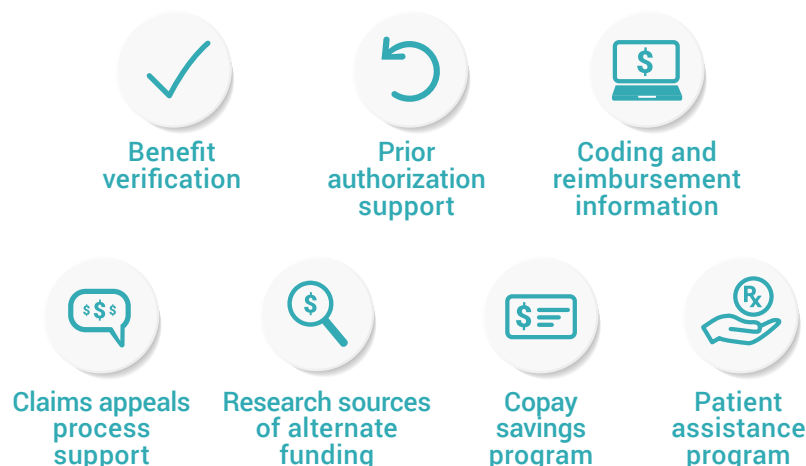 $
Benefit
verification
Prior
authorization
support
Coding and
reimbursement
information
$$$
$
$
Rx
Claims appeals
process
support
Research sources
of alternate
funding
Copay
savings
program
Patient
assistance
program